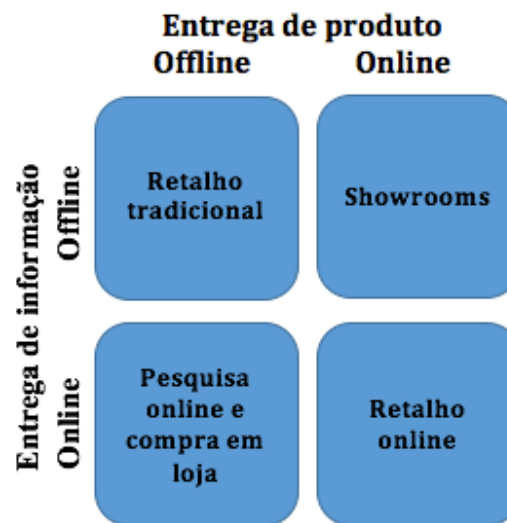 Entrega de produto
Offline
Online
Entrega de informação
Offline
Retalho
tradicional
Showrooms
Online
Pesquisa
online e
compra em
loja
Retalho
online